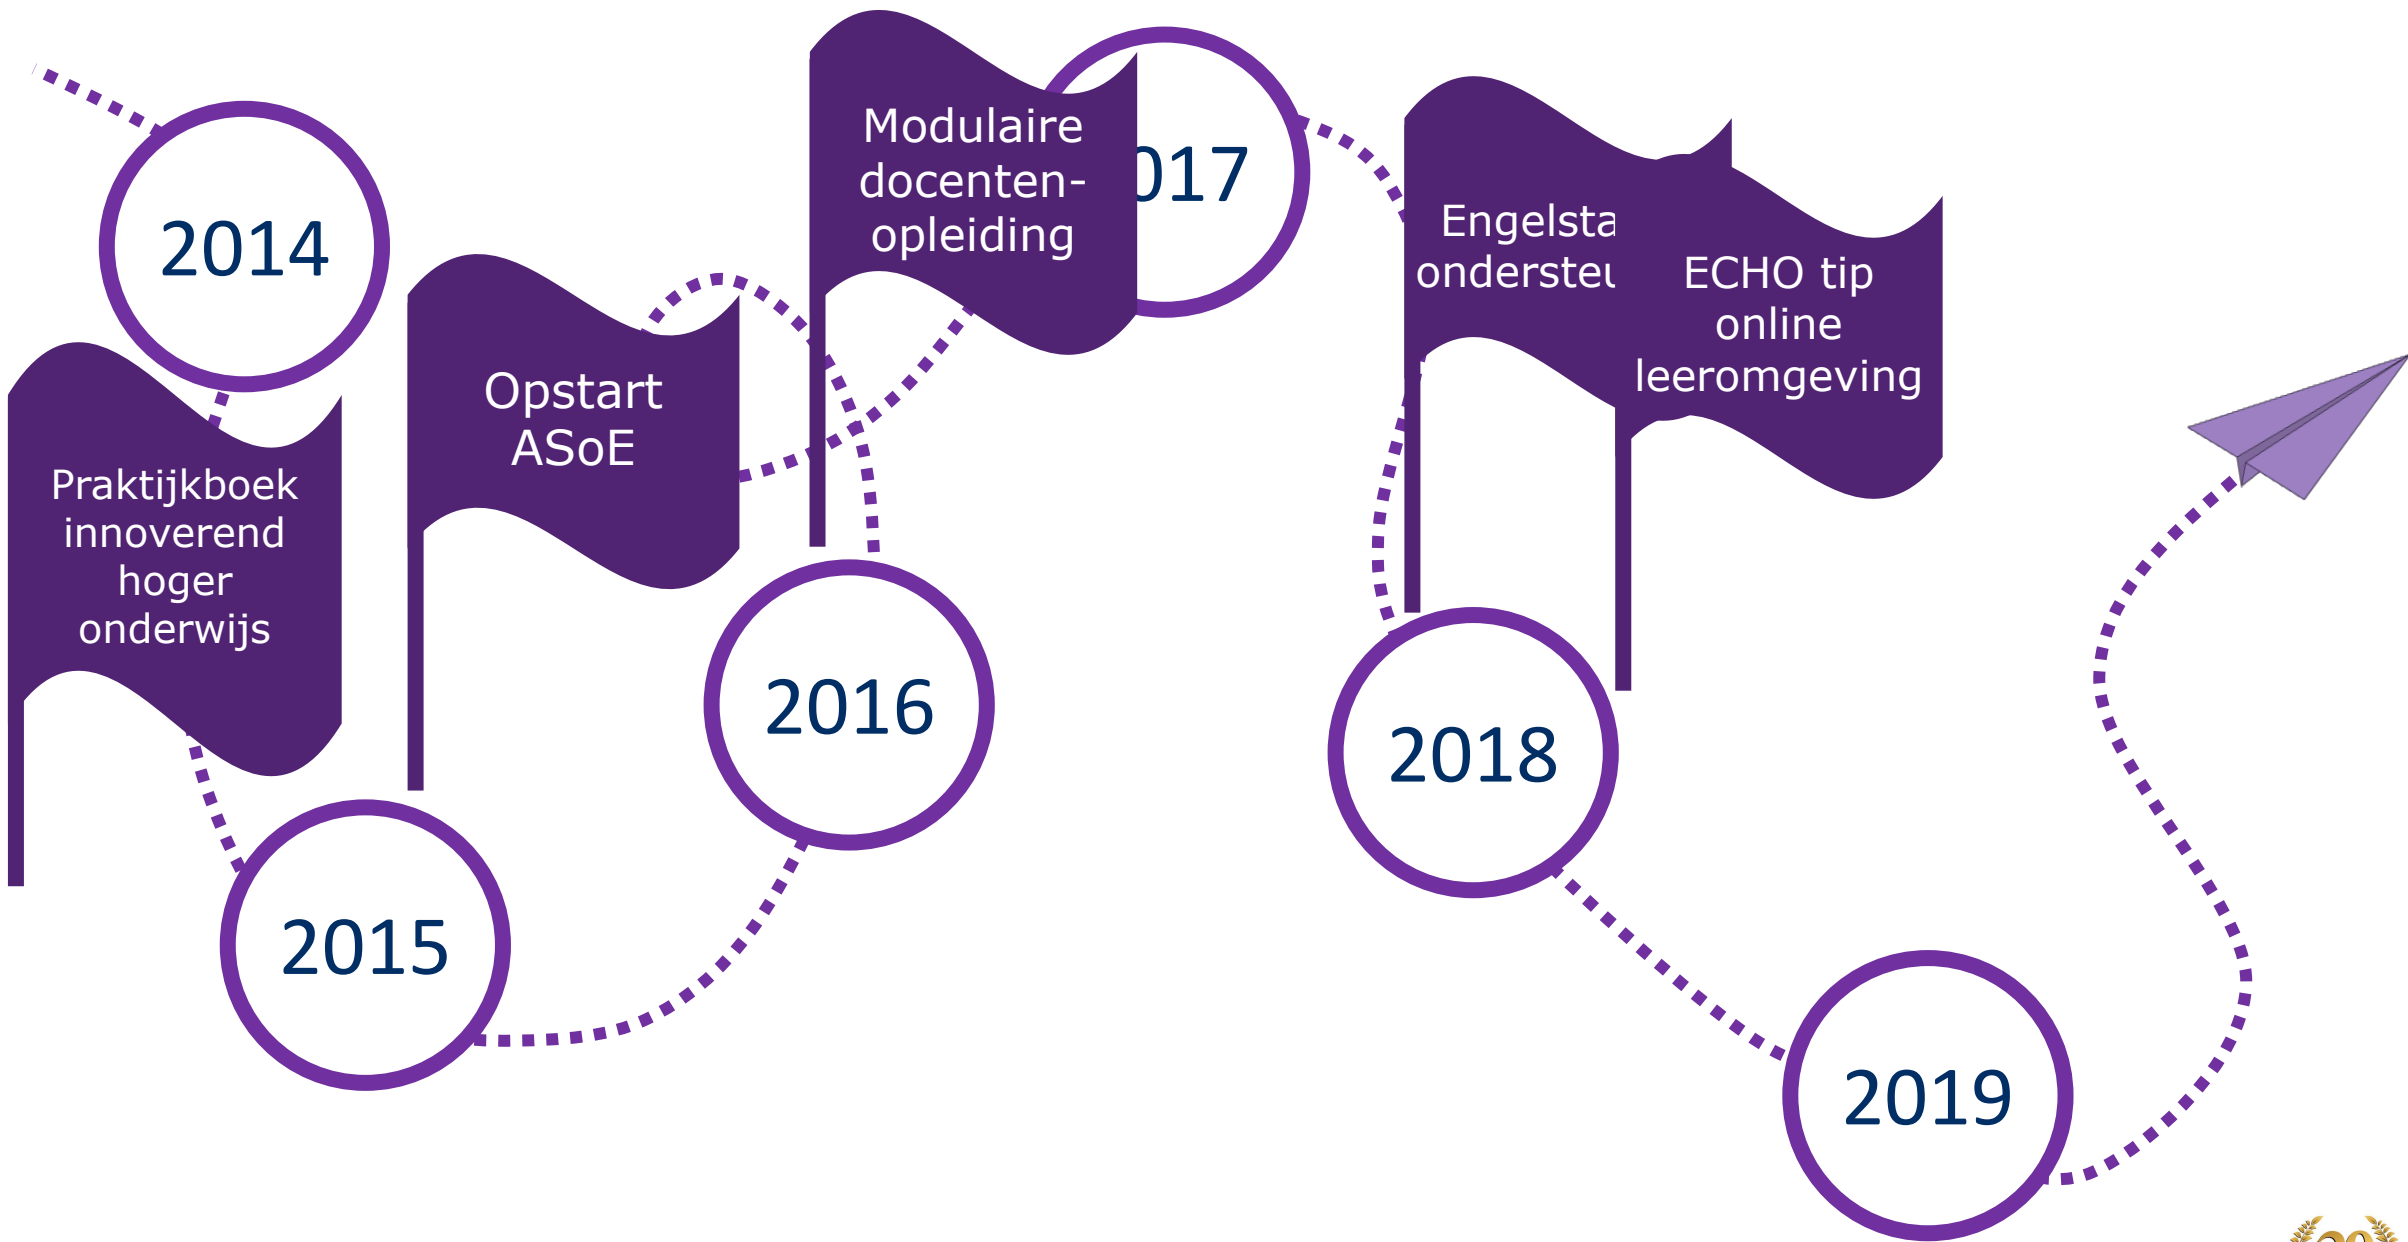 2014
Praktijkboek
innoverend
hoger
onderwijs
2015
Opstart
ASoE
2016
Modulaire
docenten-
opleiding
017
Engelsta
ondersteu
2018
ECHO tip
online
leeromgeving
2019